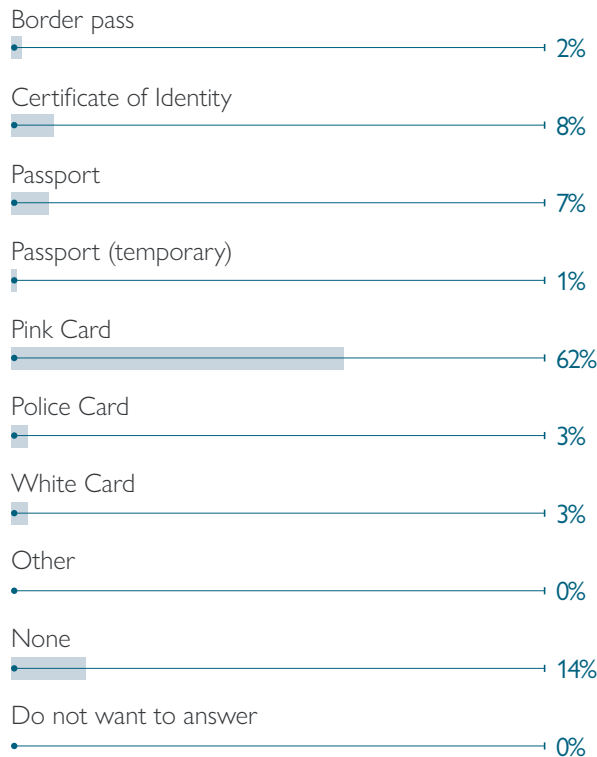 Border pass
2%
Certificate of Identity
8%
Passport
7%
Passport (temporary)
1%
Pink Card
62%
Police Card
3%
White Card
3%
Other
0%
None
14%
Do not want to answer
0%